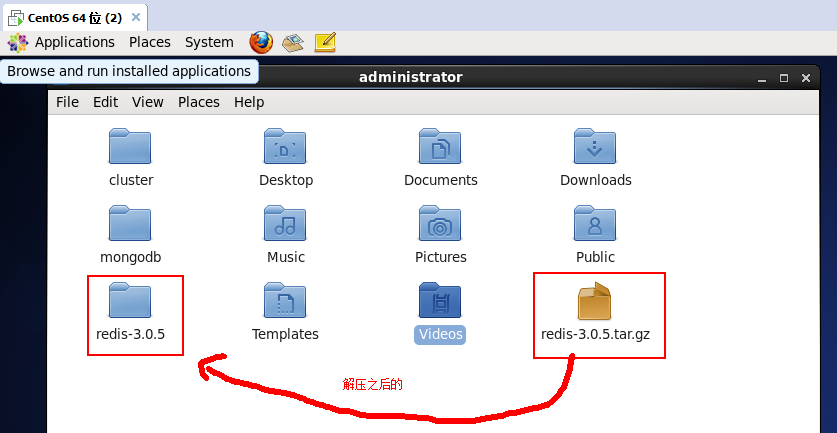 CentOS 64 位 (2)
Applications Places System
Browse and run installed applications
administrator
File Edit View Places Help
cluster Desktop Documents Downloads
mongodb Music Pictures Public
redis-3.0.5 Templates Videos redis-3.0.5.tar.gz
解压之后的